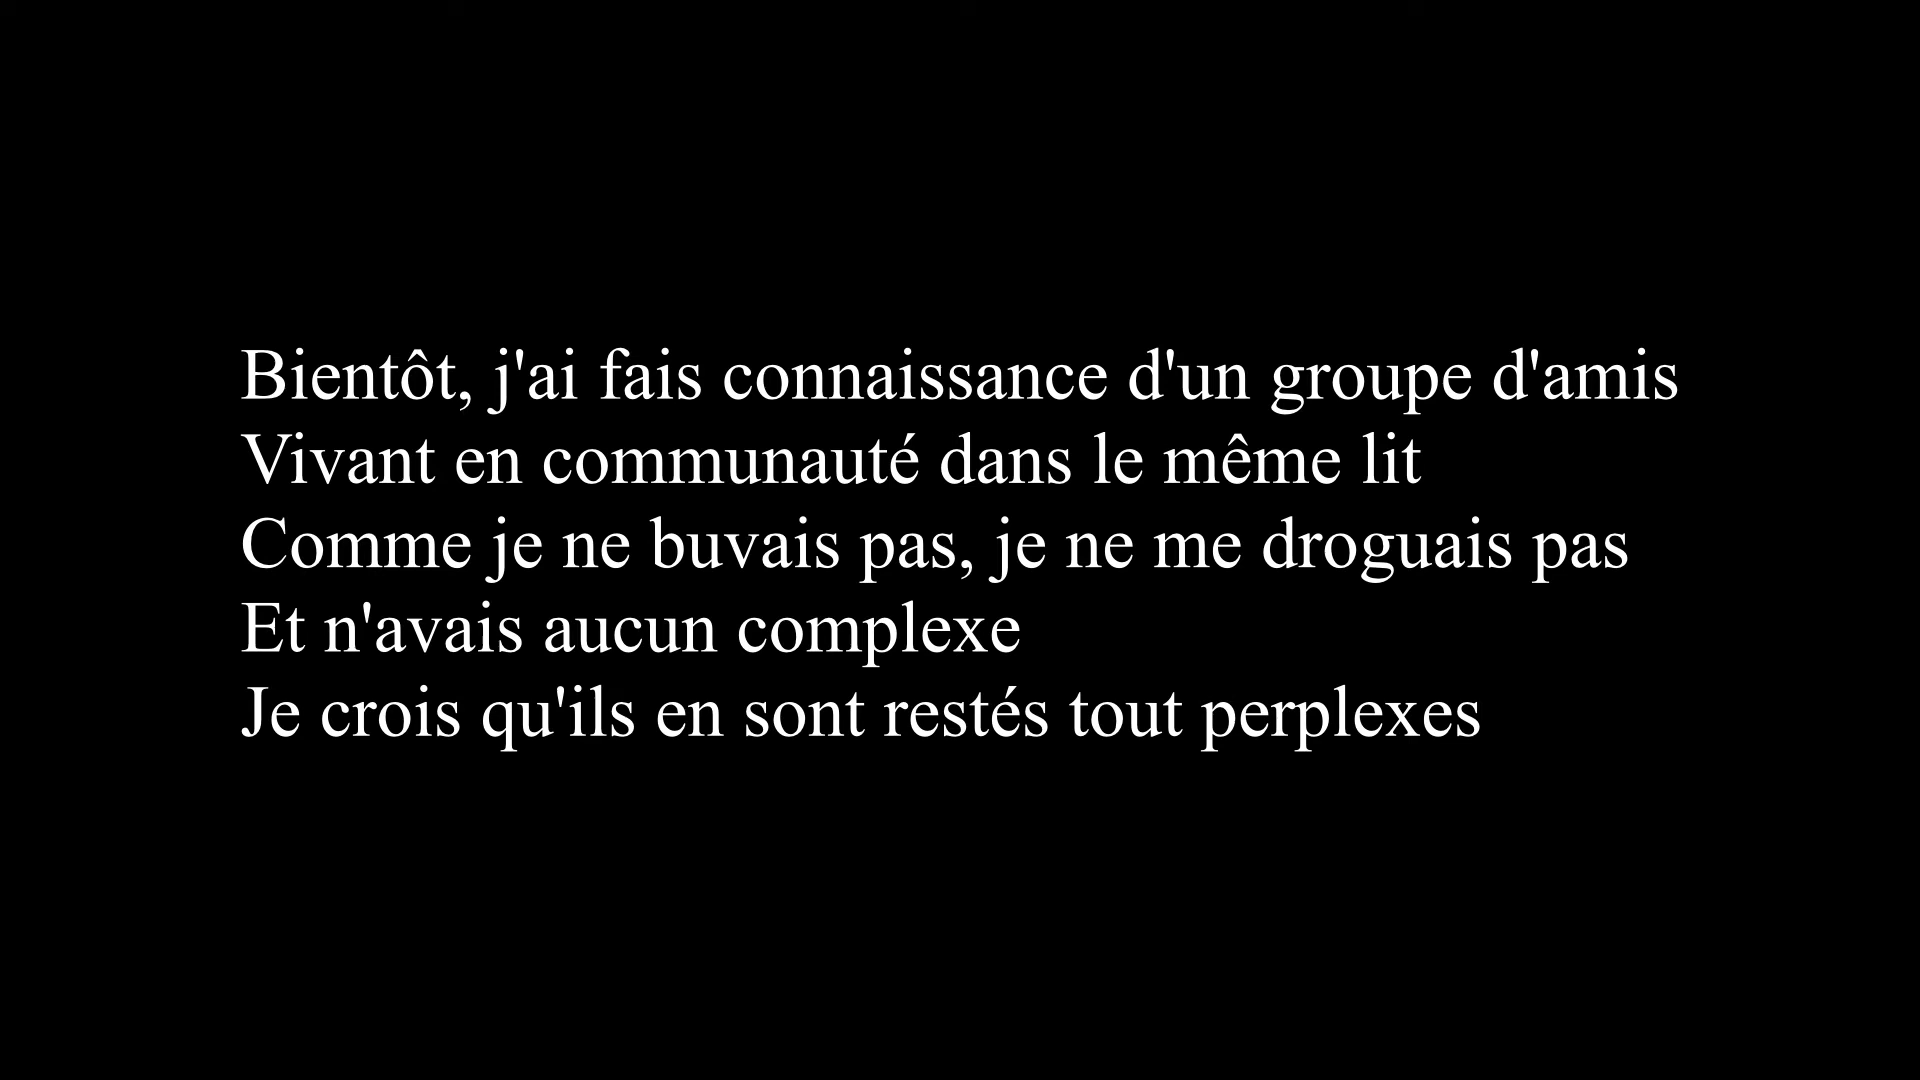 Bientôt, j'ai fais connaissance d'un groupe d'amis
Vivant en communauté dans le même lit
Comme je ne buvais pas, je ne me droguais pas
Et n'avais aucun complexe
Je crois qu'ils en sont restés tout perplexes